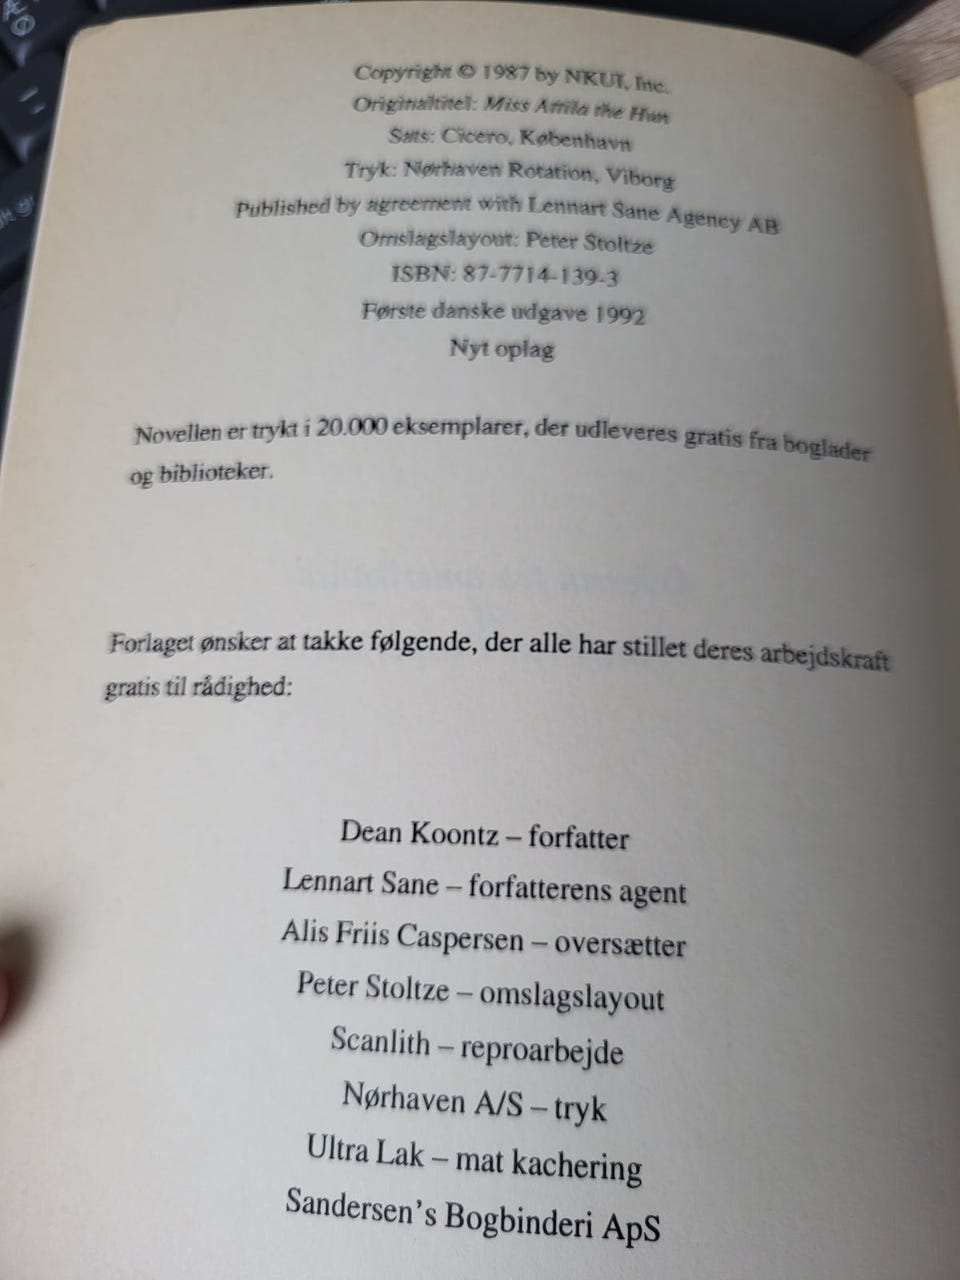 Copyright © 1987 by NKUI, Inc.
Originaltitel: Miss Attila the Hun
Sats: Cicero, København
Tryk: Nørhaven Rotation, Viborg
Published by agreement with Lennart Sane Agency AB
Omslagslayout: Peter Stoltze
ISBN: 87-7714-139-3
Første danske udgave 1992
Nyt oplag
Novellen er trykt i 20.000 eksemplarer, der udleveres gratis fra boglader
og biblioteker.
Forlaget ønsker at takke følgende, der alle har stillet deres arbejdskraft
gratis til rådighed:
Dean Koontz – forfatter
Lennart Sane – forfatterens agent
Alis Friis Caspersen – oversætter
Peter Stoltze – omslagslayout
Scanlith – reproarbejde
Nørhaven A/S – tryk
Ultra Lak – mat kachering
Sandersen's Bogbinderi ApS